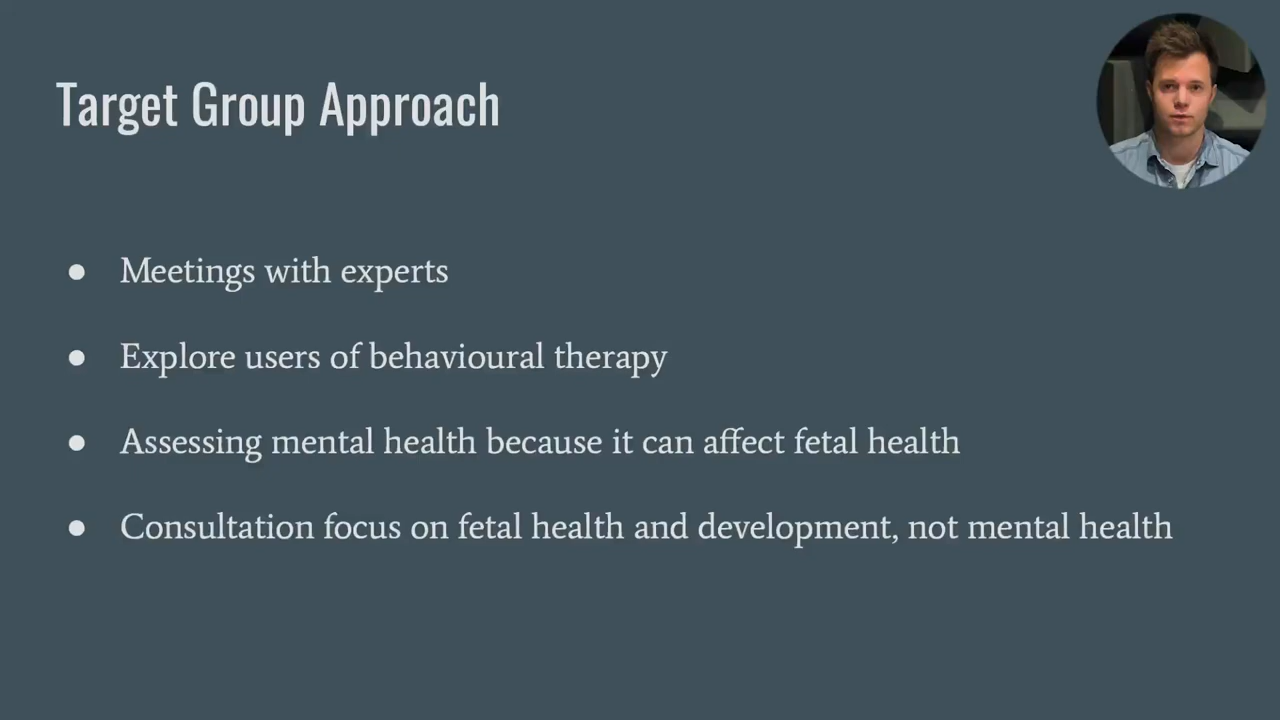 Target Group Approach
● Meetings with experts
● Explore users of behavioural therapy
● Assessing mental health because it can affect fetal health
● Consultation focus on fetal health and development, not mental health